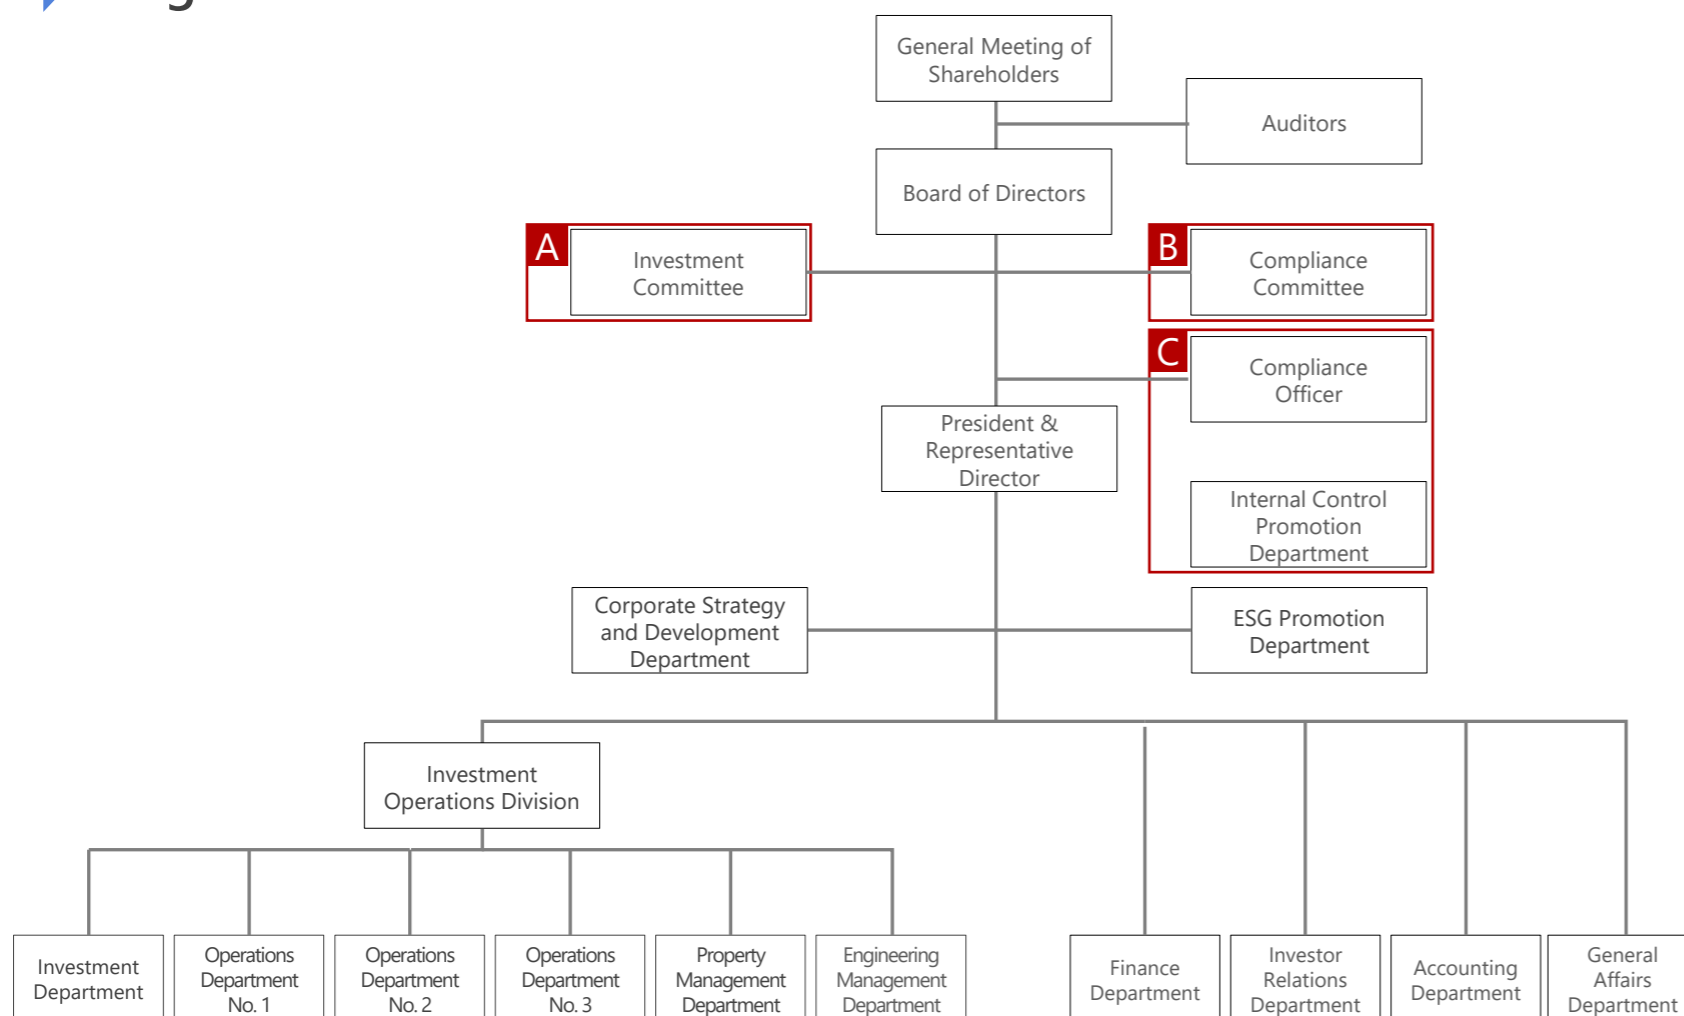 General Meeting of
Shareholders
Auditors
Board of Directors
A
Investment
Committee
B
Compliance
Committee
C
Compliance
Officer
President &
Representative
Director
Internal Control
Promotion
Department
Corporate Strategy
and Development
Department
ESG Promotion
Department
Investment
Operations Division
Investment
Department
Operations
Department
No. 1
Operations
Department
No. 2
Operations
Department
No. 3
Property
Management
Department
Engineering
Management
Department
Finance
Department
Investor
Relations
Department
Accounting
Department
General
Affairs
Department